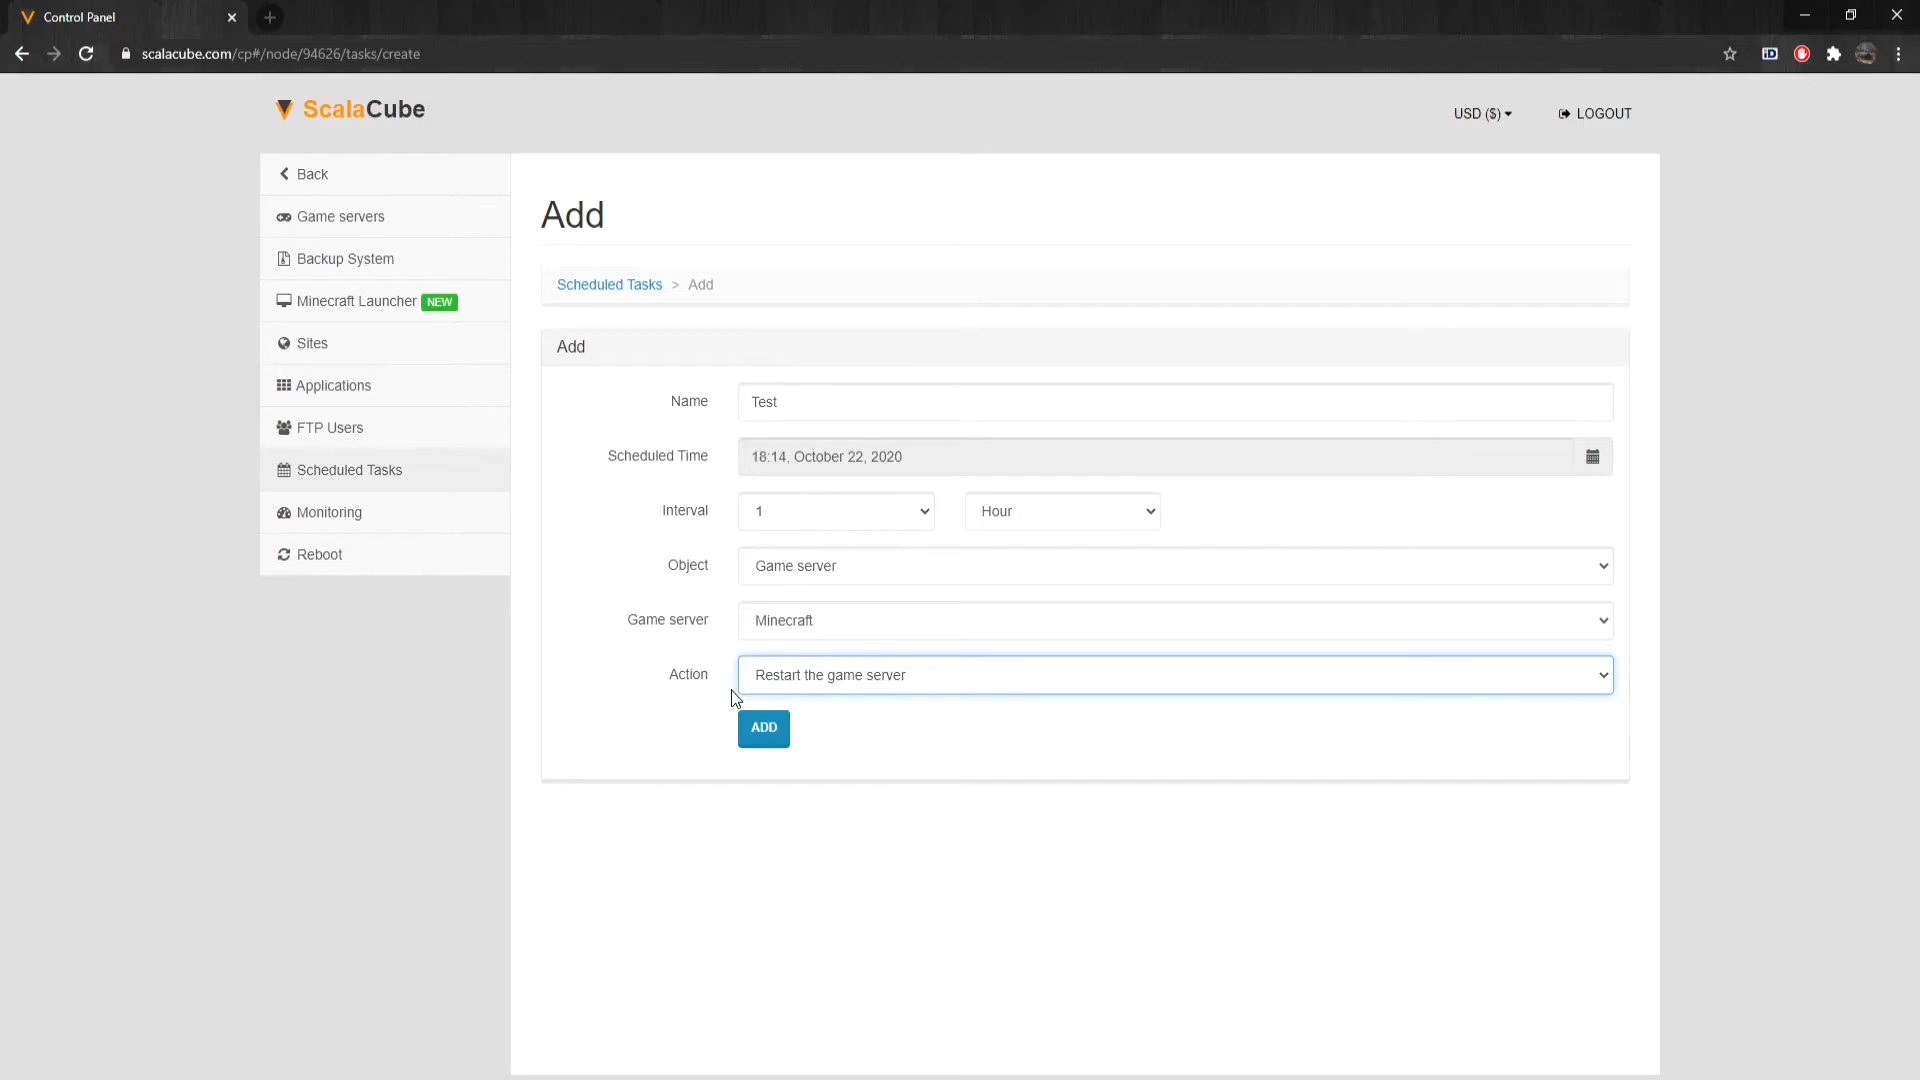 Control Panel
scalacube.com/cp#/node/94626/tasks/create
ScalaCube
USD ($)
LOGOUT
Back
Game servers
Backup System
Minecraft Launcher NEW
Sites
Applications
FTP Users
Scheduled Tasks
Monitoring
Reboot
Add
Scheduled Tasks > Add
Add
Name Test
Scheduled Time 18:14, October 22, 2020
Interval 1 Hour
Object Game server
Game server Minecraft
Action Restart the game server
ADD